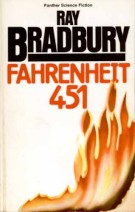 Panther Science Fiction
RAY
BRADBURY
FAHRENHEIT
451